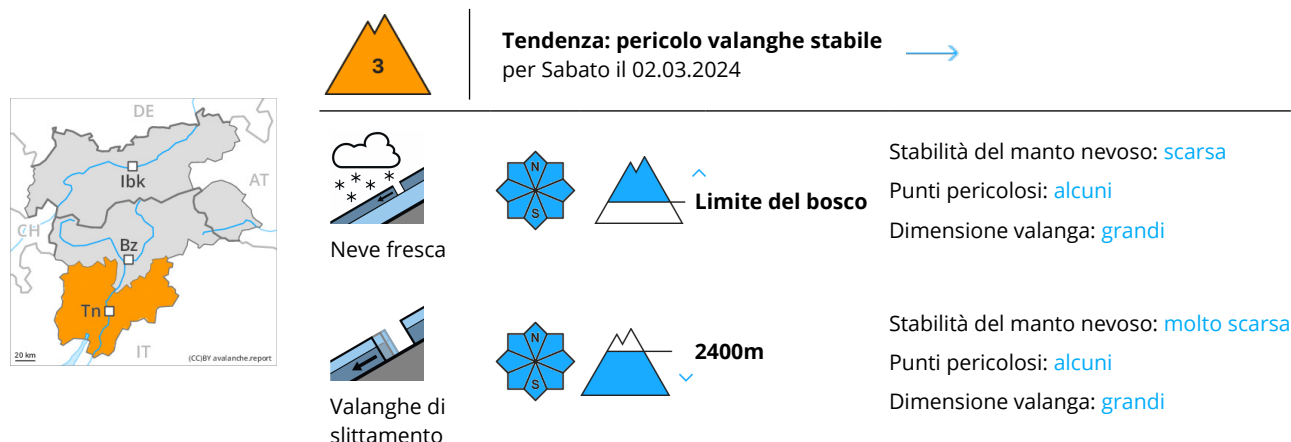 3
Tendenza: pericolo valanghe stabile
per Sabato il 02.03.2024
DE
AT
Ibk
CH
Bz
Tn
IT
20 km
(CC)BY avalanche.report
Neve fresca
N
S
Limite del bosco
Stabilità del manto nevoso: scarsa
Punti pericolosi: alcuni
Dimensione valanga: grandi
Valanghe di
slittamento
N
S
2400m
Stabilità del manto nevoso: molto scarsa
Punti pericolosi: alcuni
Dimensione valanga: grandi